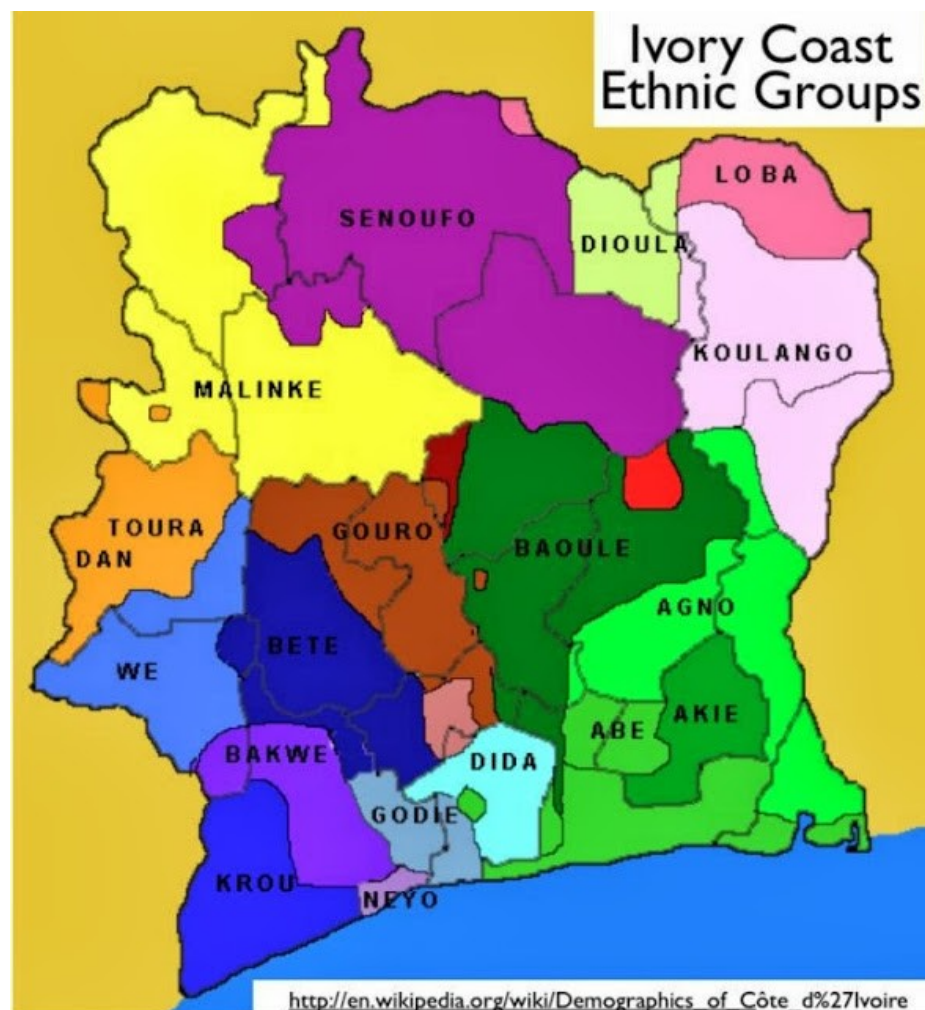 Ivory Coast
Ethnic Groups
LOBA
SENOUFO
DIOULA
KOULANGO
MALINKE
TOURA
GOURO
BAOULE
DAN
AGNO
BETE
WE
AKIE
ABE
BAKWE
DIDA
GODIE
KROU
NEYO
http://en.wikipedia.org/wiki/Demographics_of_Côte_d%27Ivoire